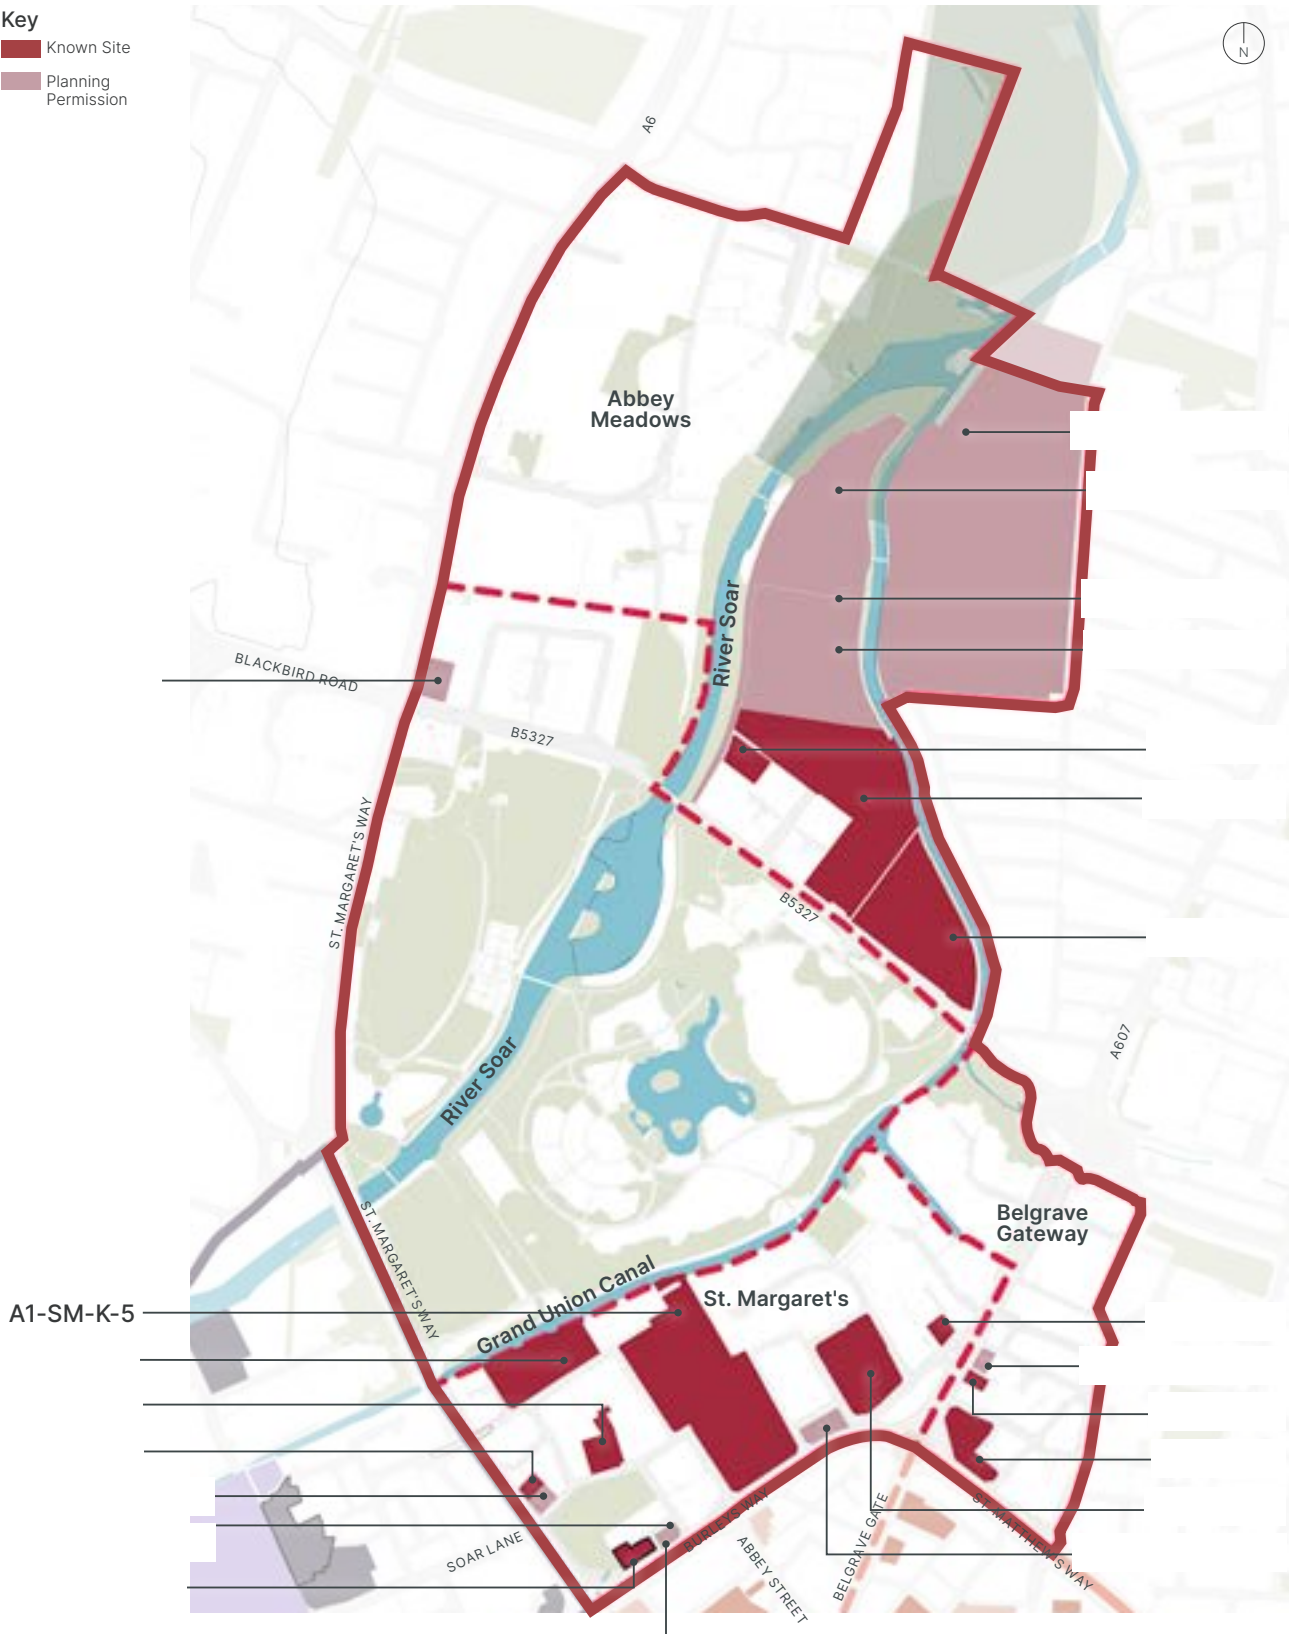 Key
Known Site
Planning
Permission
N
A6
Abbey
Meadows
River Soar
BLACKBIRD ROAD
B5327
ST. MARGARET'S WAY
B5327
A607
River Soar
ST. MARGARET'S WAY
Belgrave
Gateway
Grand Union Canal
St. Margaret's
A1-SM-K-5
SOAR LANE
BURLEYS WAY
ABBEY STREET
BELGRAVE GATE
ST. MATTHEW'S WAY